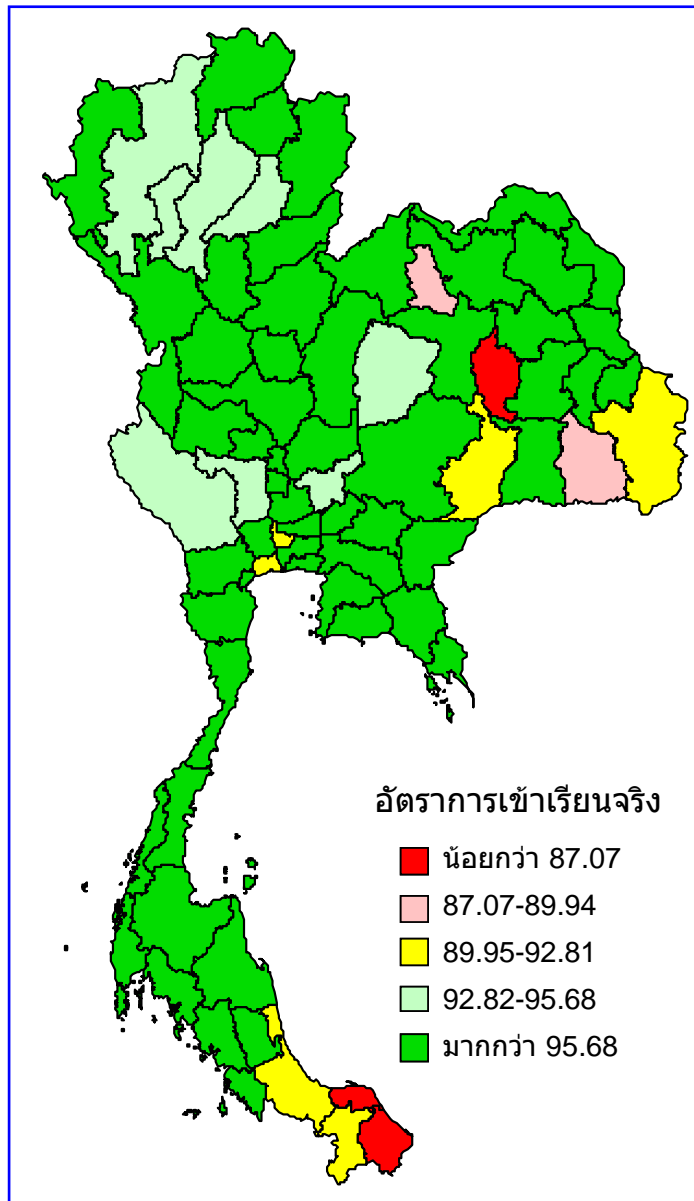 อัตราการเข้าเรียนจริง
น้อยกว่า 87.07
87.07-89.94
89.95-92.81
92.82-95.68
มากกว่า 95.68